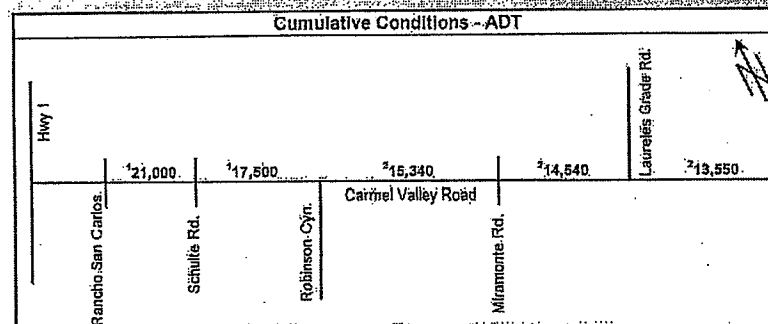 Cumulative Conditions - ADT
Hwy 1
Laureles Grade Rd.
¹21,000
¹17,500
²15,340
²14,540
²13,550
Carmel Valley Road
Rancho San Carlos
Schulte Rd.
Robinson Cyn.
Miramonte Rd.